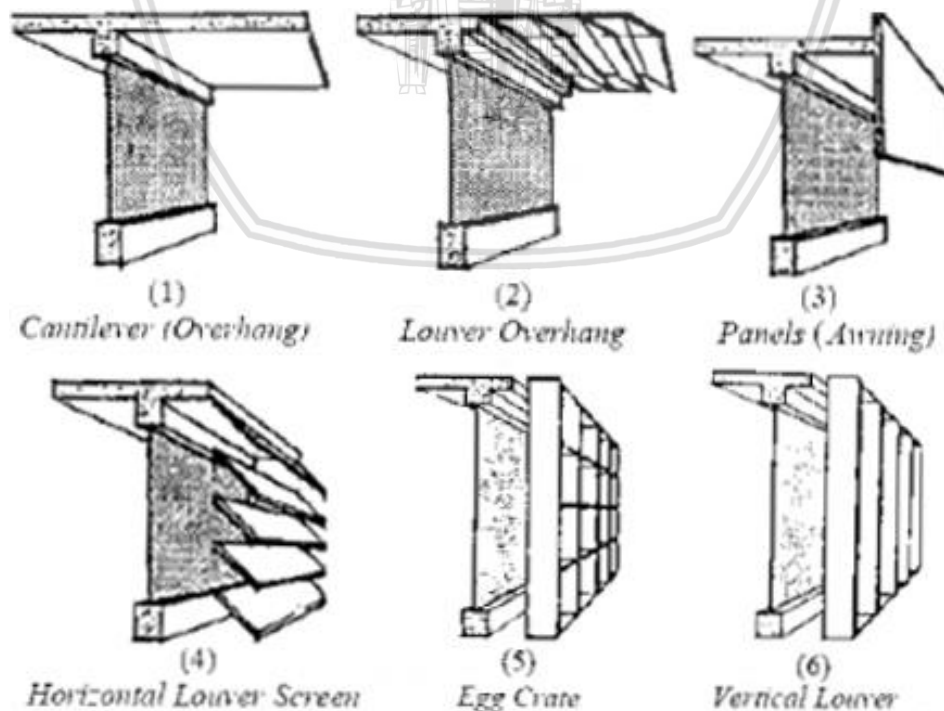 (1)
Cantilever (Overhang)
(2)
Louver Overhang
(3)
Panels (Awning)
(4)
Horizontal Louver Screen
(5)
Egg Crate
(6)
Vertical Louver